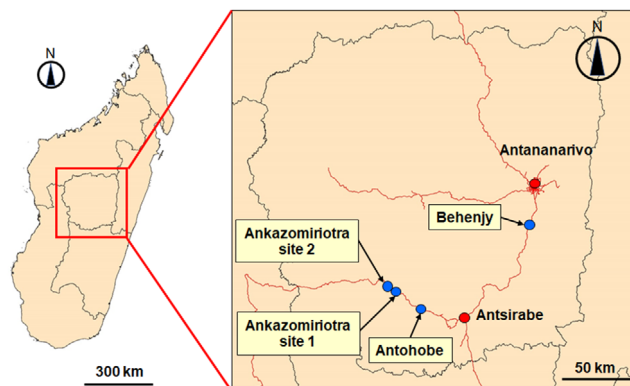 N
300 km
N
Antananarivo
Behenjy
Ankazomiriotra
site 2
Ankazomiriotra
site 1
Antohobe
Antsirabe
50 km